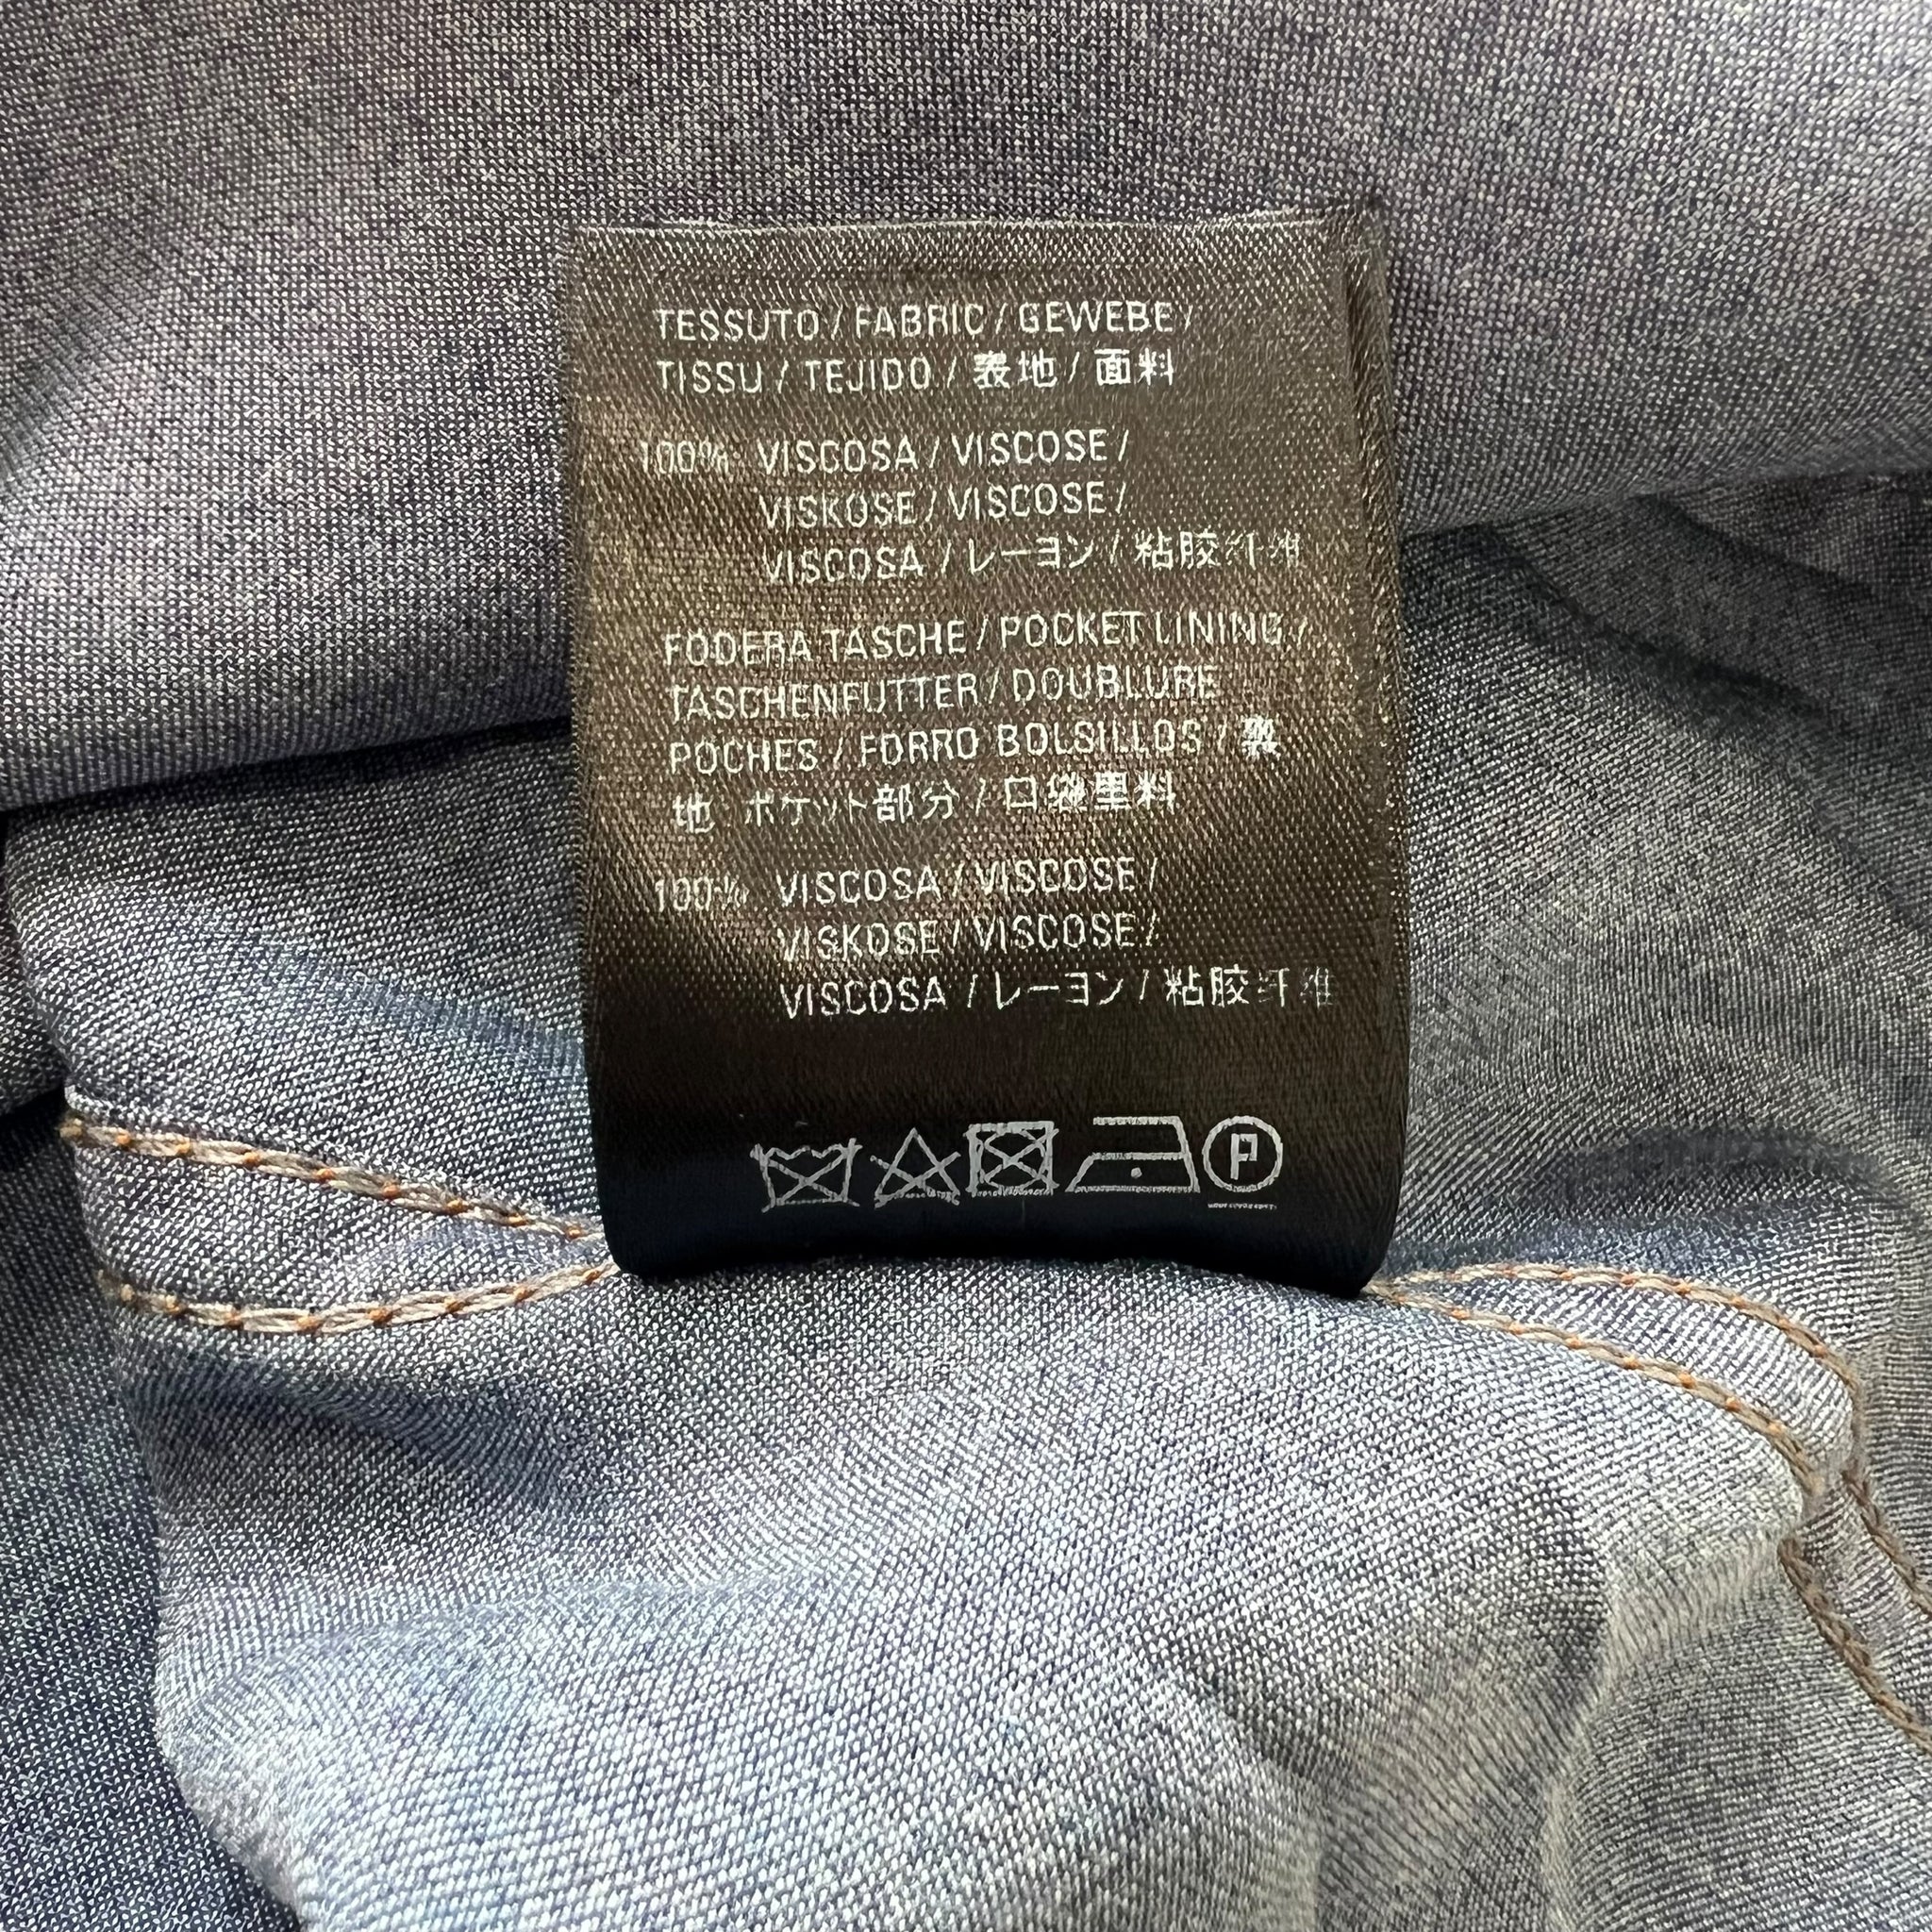 TESSUTO / FABRIC / GEWEBE /
TISSU / TEJIDO / 表地 / 面料
100% VISCOSA / VISCOSE /
VISKOSE / VISCOSE /
VISCOSA / レーヨン / 粘胶纤维
FODERA TASCHE / POCKET LINING /
TASCHENFUTTER / DOUBLURE
POCHES / FORRO BOLSILLOS / 裏
地 ポケット部分 / 口袋里料
100% VISCOSA / VISCOSE /
VISKOSE / VISCOSE /
VISCOSA / レーヨン / 粘胶纤维
P